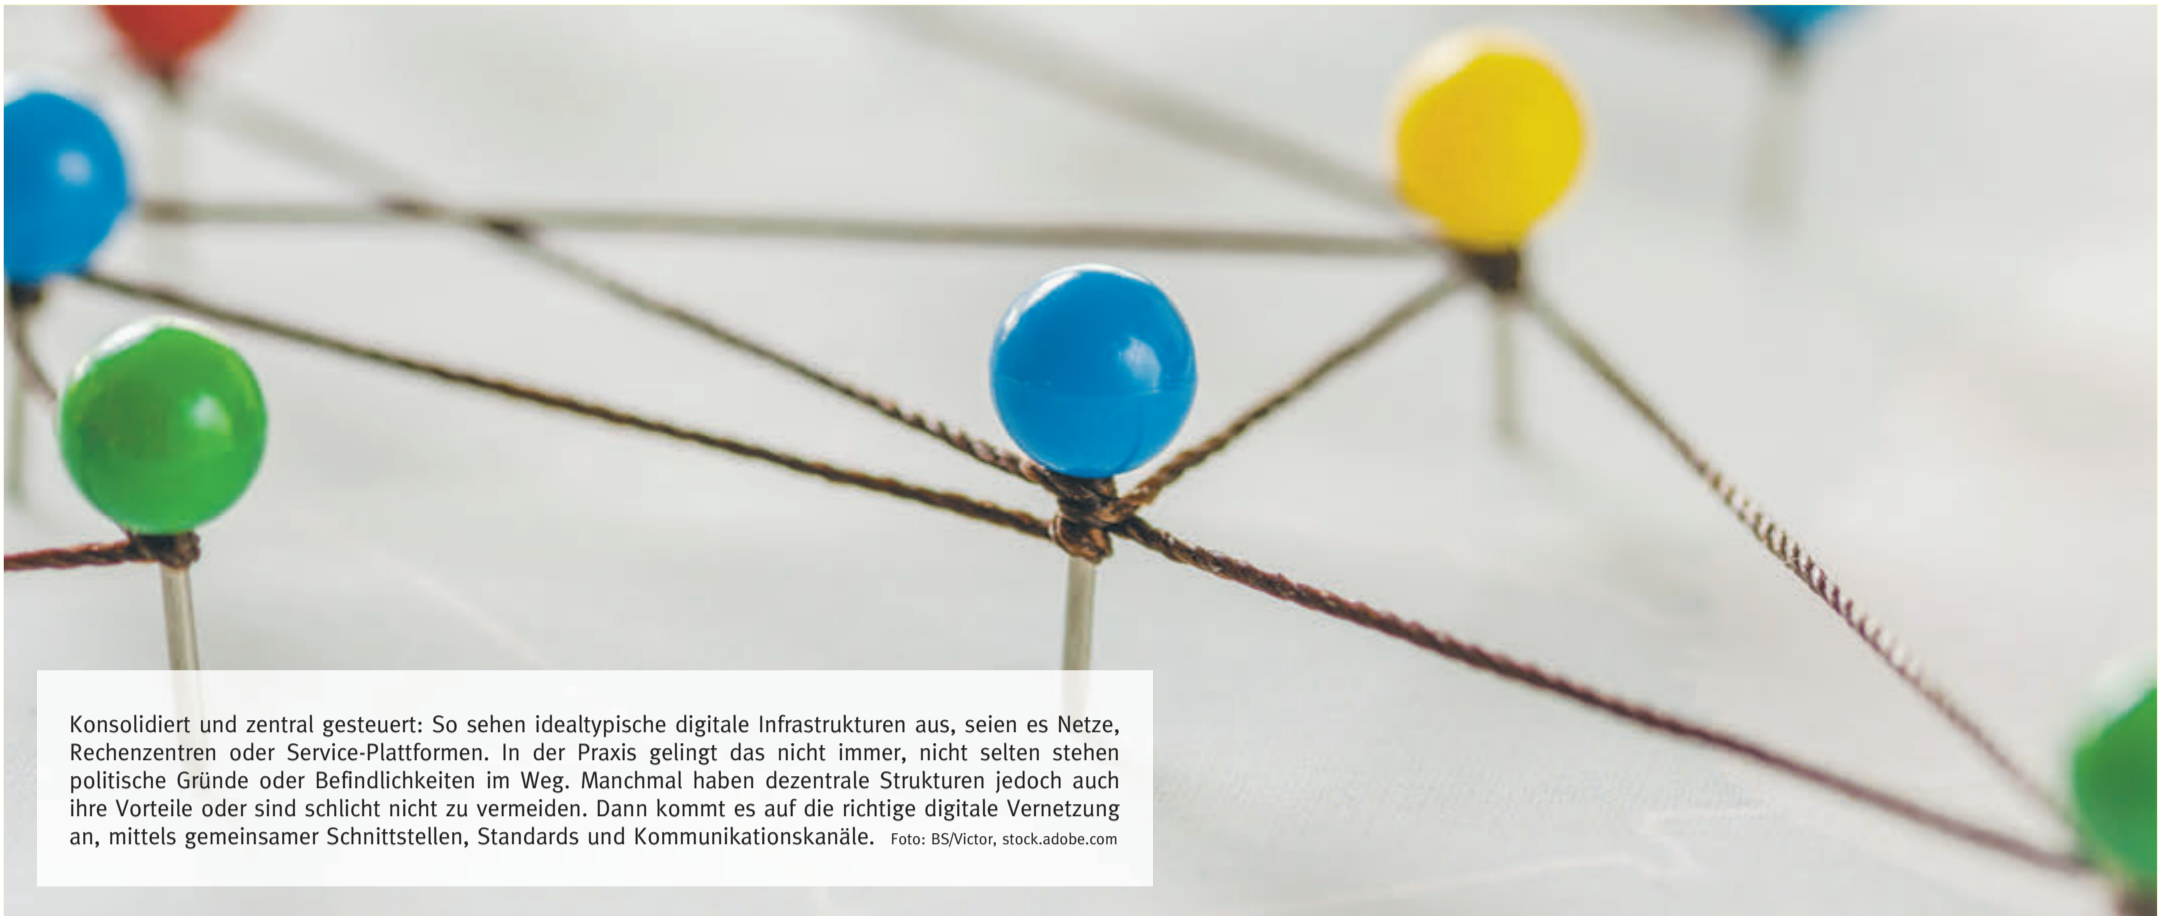 Konsolidiert und zentral gesteuert: So sehen idealtypische digitale Infrastrukturen aus, seien es Netze,
Rechenzentren oder Service-Plattformen. In der Praxis gelingt das nicht immer, nicht selten stehen
politische Gründe oder Befindlichkeiten im Weg. Manchmal haben dezentrale Strukturen jedoch auch
ihre Vorteile oder sind schlicht nicht zu vermeiden. Dann kommt es auf die richtige digitale Vernetzung
an, mittels gemeinsamer Schnittstellen, Standards und Kommunikationskanäle. Foto: BS/Victor, stock.adobe.com